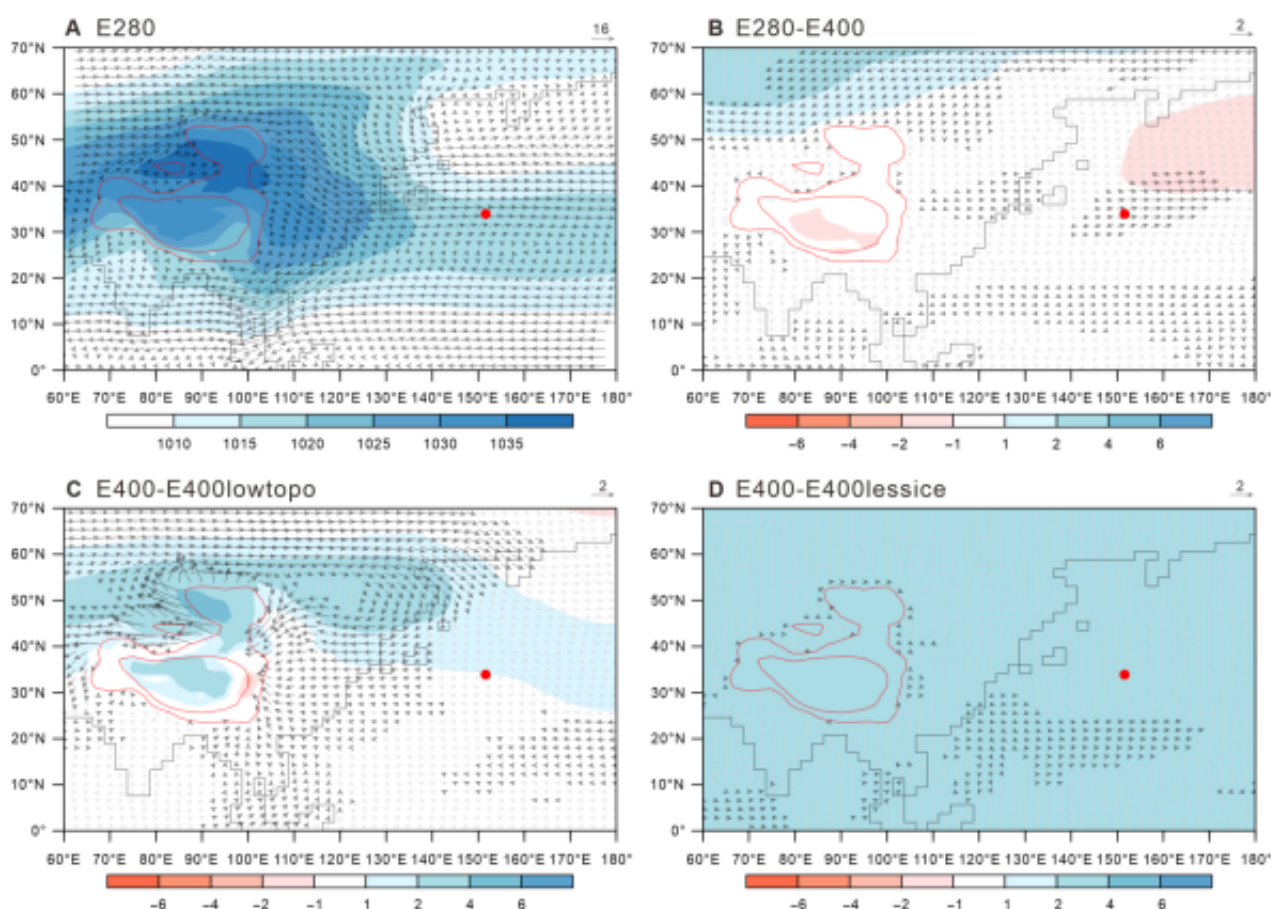 A E280
16
70°N
60°N
50°N
40°N
30°N
20°N
10°N
0°
60°E 70°E 80°E 90°E 100°E 110°E 120°E 130°E 140°E 150°E 160°E 170°E 180°
1010 1015 1020 1025 1030 1035
B E280-E400
2
70°N
60°N
50°N
40°N
30°N
20°N
10°N
0°
60°E 70°E 80°E 90°E 100°E 110°E 120°E 130°E 140°E 150°E 160°E 170°E 180°
-6 -4 -2 -1 1 2 4 6
C E400-E400lowtopo
2
70°N
60°N
50°N
40°N
30°N
20°N
10°N
0°
60°E 70°E 80°E 90°E 100°E 110°E 120°E 130°E 140°E 150°E 160°E 170°E 180°
-6 -4 -2 -1 1 2 4 6
D E400-E400lessice
2
70°N
60°N
50°N
40°N
30°N
20°N
10°N
0°
60°E 70°E 80°E 90°E 100°E 110°E 120°E 130°E 140°E 150°E 160°E 170°E 180°
-6 -4 -2 -1 1 2 4 6